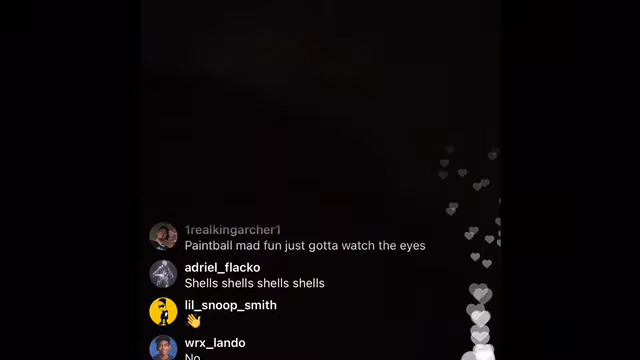 1realkingarcher1
Paintball mad fun just gotta watch the eyes
adriel_flacko
Shells shells shells shells
lil_snoop_smith
👋
wrx_lando
No